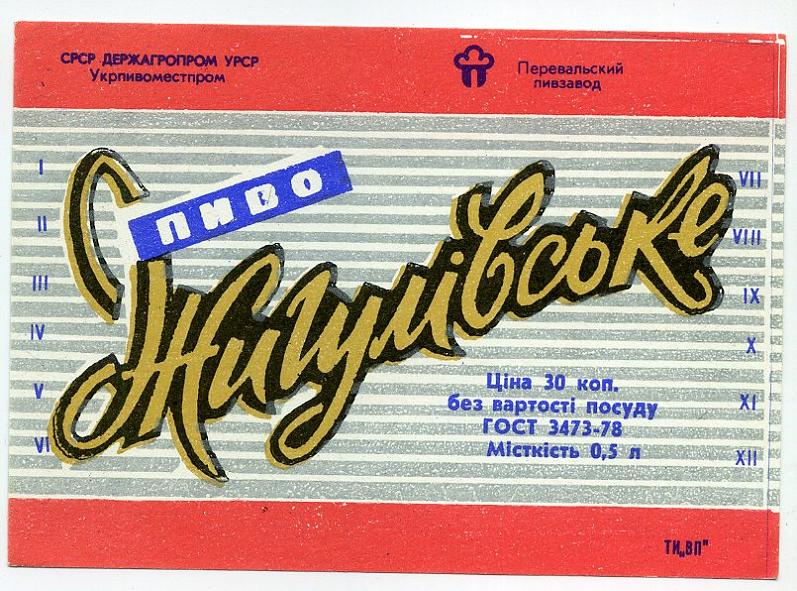 СРСР ДЕРЖАГРОПРОМ УРСР
Укрпивоместпром
Перевальский
пивзавод
ПИВО
Жигулівське
I
II
III
IV
V
VI
VII
VIII
IX
X
XI
XII
Ціна 30 коп.
без вартості посуду
ГОСТ 3473-78
Місткість 0,5 л
ТИ„ВП"